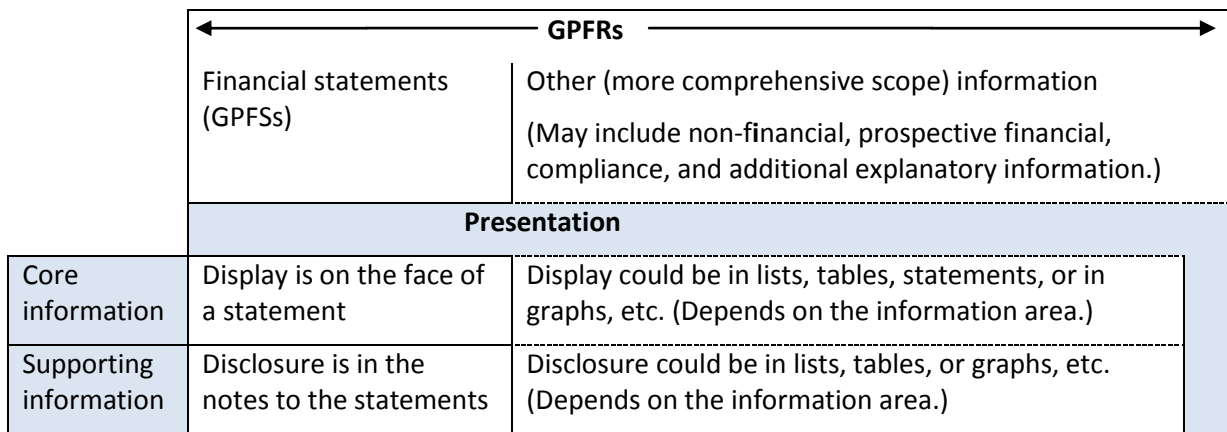 GPFRs
Financial statements
(GPFSs)
Other (more comprehensive scope) information
(May include non-financial, prospective financial,
compliance, and additional explanatory information.)
Presentation
Core
information
Display is on the face of
a statement
Display could be in lists, tables, statements, or in
graphs, etc. (Depends on the information area.)
Supporting
information
Disclosure is in the
notes to the statements
Disclosure could be in lists, tables, or graphs, etc.
(Depends on the information area.)